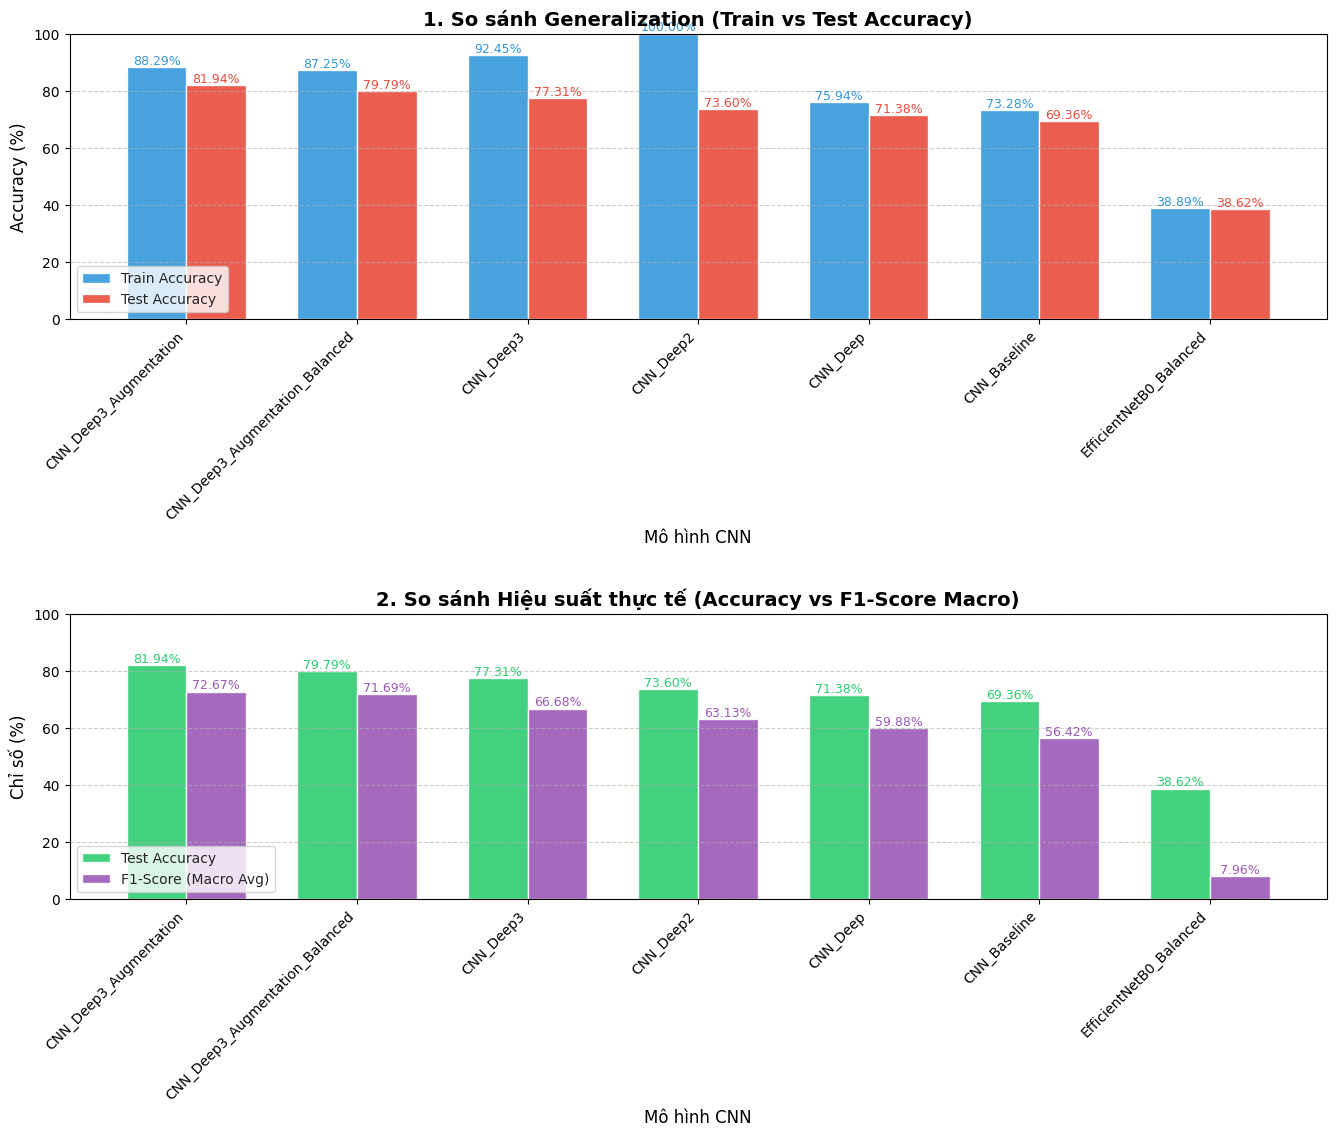 1. So sánh Generalization (Train vs Test Accuracy)
100
80
60
40
20
0
Accuracy (%)
88.29%
81.94%
87.25%
79.79%
92.45%
77.31%
100.00%
73.60%
75.94%
71.38%
73.28%
69.36%
38.89%
38.62%
Train Accuracy
Test Accuracy
CNN_Deep3_Augmentation
CNN_Deep3_Augmentation_Balanced
CNN_Deep3
CNN_Deep2
CNN_Deep
CNN_Baseline
EfficientNetB0_Balanced
Mô hình CNN
2. So sánh Hiệu suất thực tế (Accuracy vs F1-Score Macro)
100
80
60
40
20
0
Chỉ số (%)
81.94%
72.67%
79.79%
71.69%
77.31%
66.68%
73.60%
63.13%
71.38%
59.88%
69.36%
56.42%
38.62%
7.96%
Test Accuracy
F1-Score (Macro Avg)
CNN_Deep3_Augmentation
CNN_Deep3_Augmentation_Balanced
CNN_Deep3
CNN_Deep2
CNN_Deep
CNN_Baseline
EfficientNetB0_Balanced
Mô hình CNN